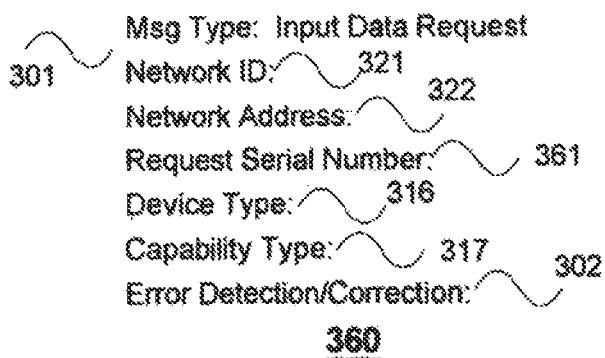 Msg Type: Input Data Request
301
Network ID: 321
322
Network Address:
Request Serial Number: 361
Device Type: 316
Capability Type: 317
302
Error Detection/Correction:
360